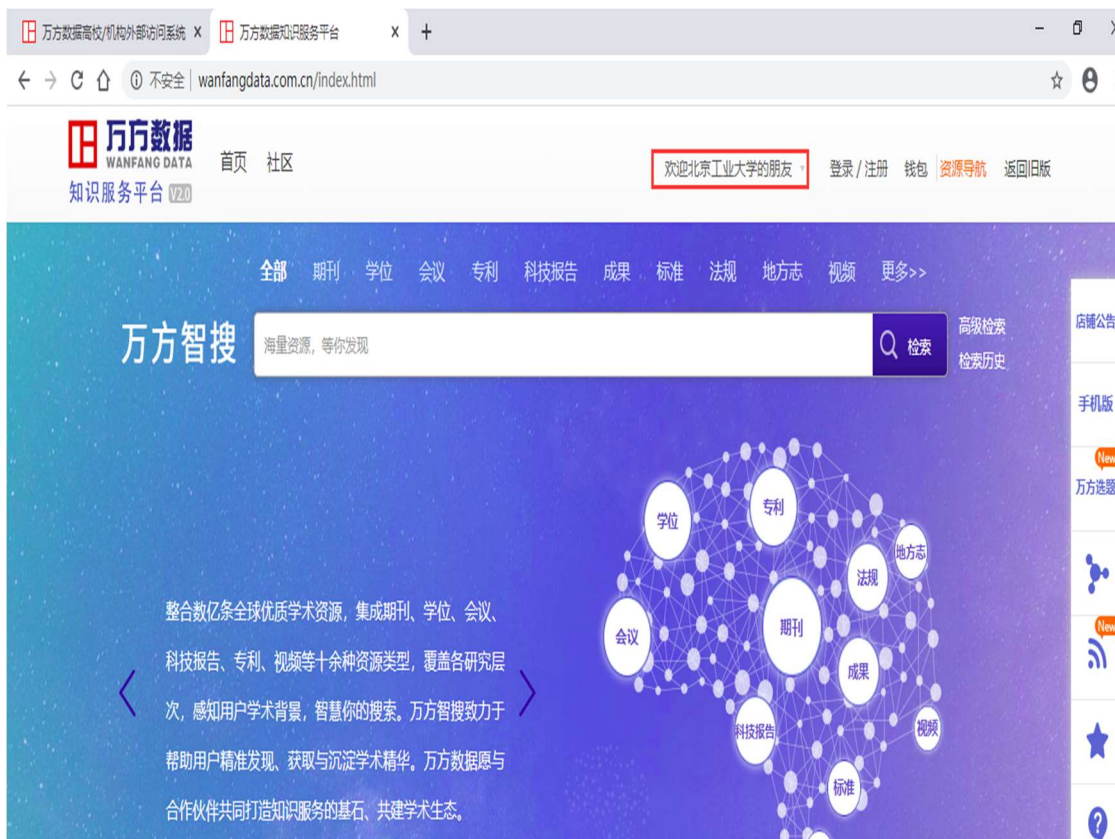 万方数据高校/机构外部访问系统 ×
万方数据知识服务平台 ×
+
不安全 | wanfangdata.com.cn/index.html
万方数据
WANFANG DATA
知识服务平台 V2.0
首页 社区
欢迎北京工业大学的朋友
登录 / 注册 钱包 资源导航 返回旧版
全部 期刊 学位 会议 专利 科技报告 成果 标准 法规 地方志 视频 更多>>
万方智搜
海量资源，等你发现
检索
高级检索
检索历史
店铺公告
手机版
New
万方选题
New
整合数亿条全球优质学术资源，集成期刊、学位、会议、
科技报告、专利、视频等十余种资源类型，覆盖各研究层
次，感知用户学术背景，智慧你的搜索。万方智搜致力于
帮助用户精准发现、获取与沉淀学术精华。万方数据愿与
合作伙伴共同打造知识服务的基石、共建学术生态。
学位
专利
地方志
法规
期刊
会议
成果
科技报告
视频
标准